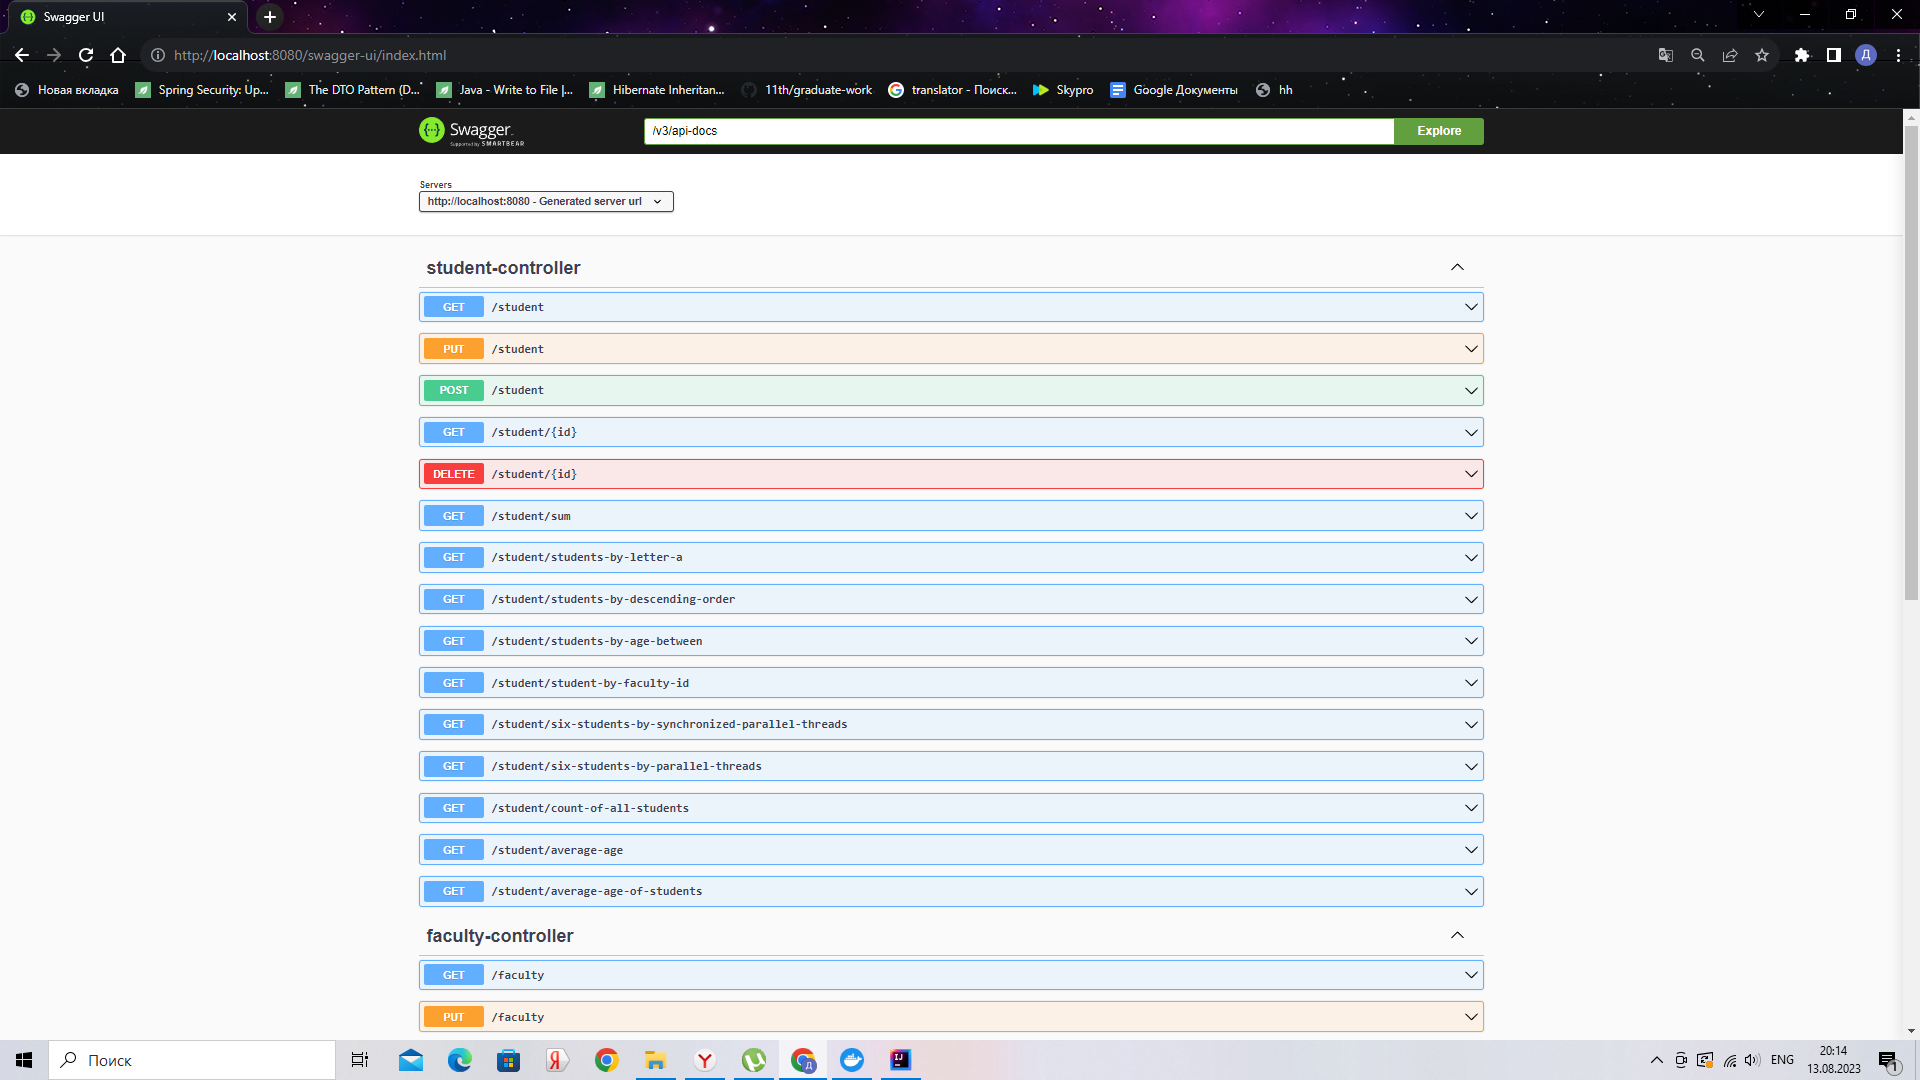 Swagger UI
http://localhost:8080/swagger-ui/index.html
Новая вкладка
Spring Security: Up...
The DTO Pattern (D...
Java - Write to File |...
Hibernate Inheritan...
11th/graduate-work
translator - Поиск...
Skypro
Google Документы
hh
Swagger
Supported by SMARTBEAR
/v3/api-docs
Explore
Servers
http://localhost:8080 - Generated server url
student-controller
GET /student
PUT /student
POST /student
GET /student/{id}
DELETE /student/{id}
GET /student/sum
GET /student/students-by-letter-a
GET /student/students-by-descending-order
GET /student/students-by-age-between
GET /student/student-by-faculty-id
GET /student/six-students-by-synchronized-parallel-threads
GET /student/six-students-by-parallel-threads
GET /student/count-of-all-students
GET /student/average-age
GET /student/average-age-of-students
faculty-controller
GET /faculty
PUT /faculty
Поиск
ENG
20:14
13.08.2023
1